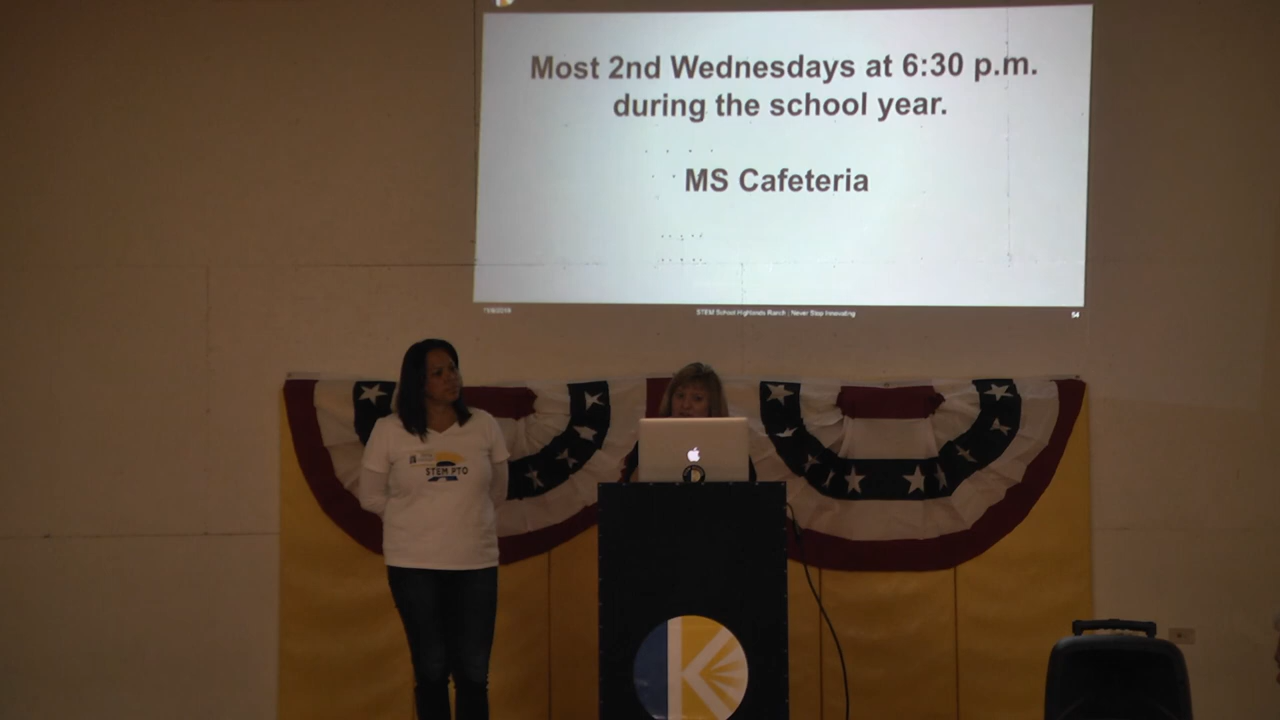 Most 2nd Wednesdays at 6:30 p.m.
during the school year.
MS Cafeteria
STEM School Highlands Ranch | Never Stop Innovating
54
STEM PTO
K